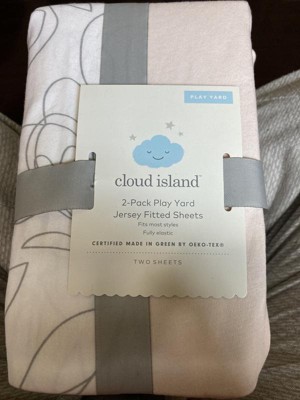 PLAY YARD
cloud island™
2-Pack Play Yard
Jersey Fitted Sheets
Fits most styles
Fully elastic
CERTIFIED MADE IN GREEN BY OEKO-TEX®
TWO SHEETS